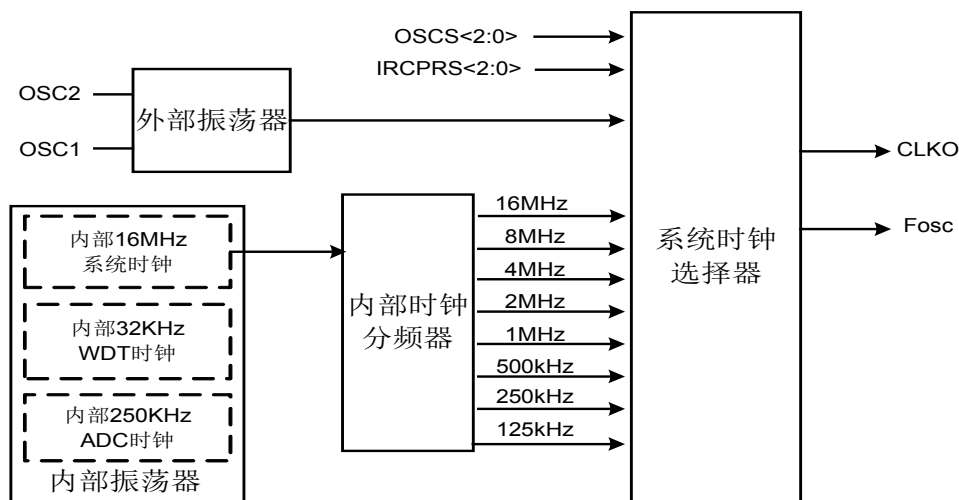 OSCS<2:0>
IRCPRS<2:0>
OSC2
OSC1
外部振荡器
CLKO
Fosc
内部16MHz
系统时钟
内部32KHz
WDT时钟
内部250KHz
ADC时钟
内部振荡器
内部时钟
分频器
16MHz
8MHz
4MHz
2MHz
1MHz
500kHz
250kHz
125kHz
系统时钟
选择器